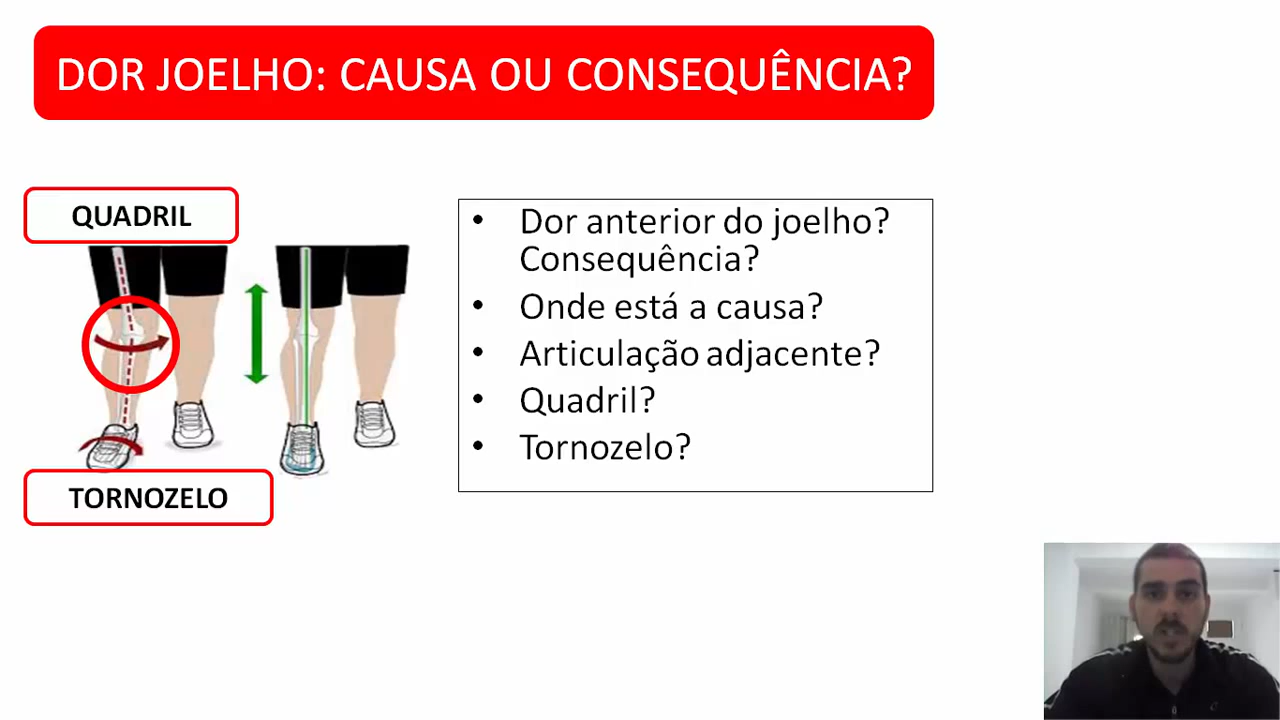 DOR JOELHO: CAUSA OU CONSEQUÊNCIA?
QUADRIL
TORNOZELO
• Dor anterior do joelho?
Consequência?
• Onde está a causa?
• Articulação adjacente?
• Quadril?
• Tornozelo?